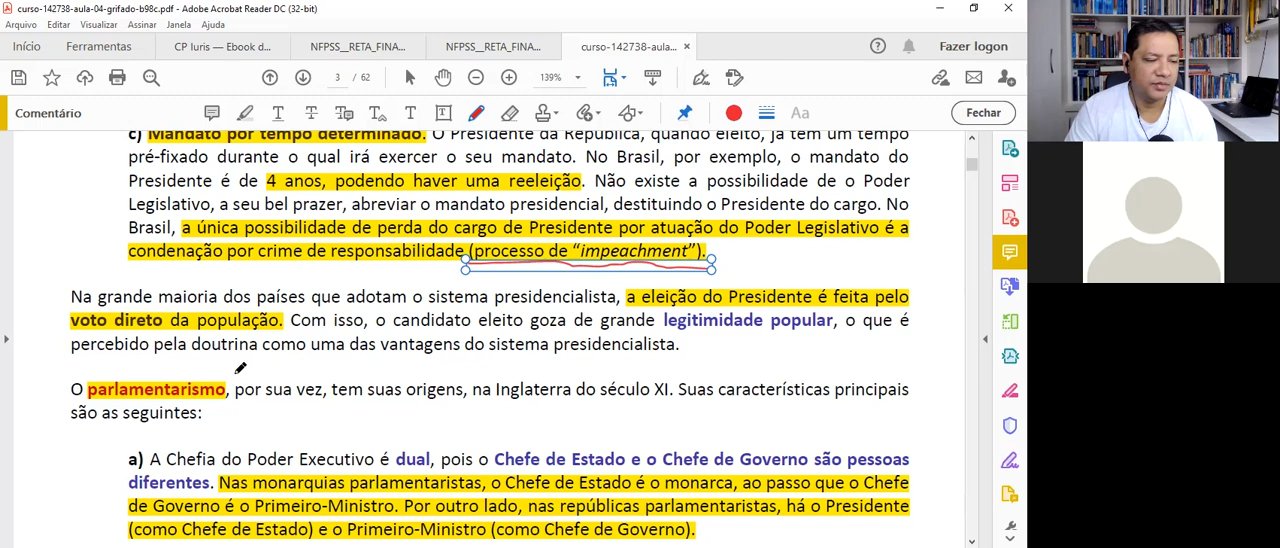 curso-142738-aula-04-grifado-b98c.pdf - Adobe Acrobat Reader DC (32-bit)
Arquivo Editar Visualizar Assinar Janela Ajuda
Início Ferramentas CP Iuris — Ebook d... NFPSS__RETA_FINA... NFPSS__RETA_FINA... curso-142738-aula... × Fazer logon
3 / 62 139%
Comentário Aa Fechar
c) Mandato por tempo determinado. O Presidente da República, quando eleito, já tem um tempo
pré-fixado durante o qual irá exercer o seu mandato. No Brasil, por exemplo, o mandato do
Presidente é de 4 anos, podendo haver uma reeleição. Não existe a possibilidade de o Poder
Legislativo, a seu bel prazer, abreviar o mandato presidencial, destituindo o Presidente do cargo. No
Brasil, a única possibilidade de perda do cargo de Presidente por atuação do Poder Legislativo é a
condenação por crime de responsabilidade (processo de “impeachment”).
Na grande maioria dos países que adotam o sistema presidencialista, a eleição do Presidente é feita pelo
voto direto da população. Com isso, o candidato eleito goza de grande legitimidade popular, o que é
percebido pela doutrina como uma das vantagens do sistema presidencialista.
O parlamentarismo, por sua vez, tem suas origens, na Inglaterra do século XI. Suas características principais
são as seguintes:
a) A Chefia do Poder Executivo é dual, pois o Chefe de Estado e o Chefe de Governo são pessoas
diferentes. Nas monarquias parlamentaristas, o Chefe de Estado é o monarca, ao passo que o Chefe
de Governo é o Primeiro-Ministro. Por outro lado, nas repúblicas parlamentaristas, há o Presidente
(como Chefe de Estado) e o Primeiro-Ministro (como Chefe de Governo).